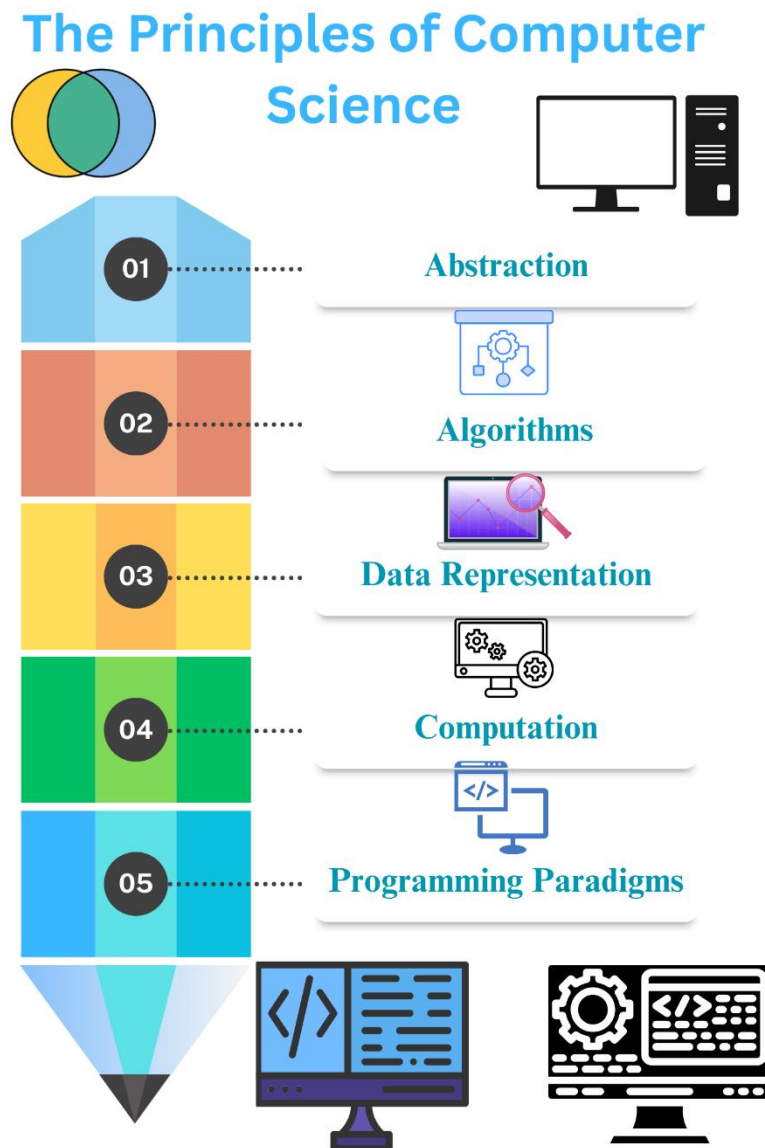 The Principles of Computer
Science
01
Abstraction
02
Algorithms
03
Data Representation
04
Computation
</>
05
Programming Paradigms
</>
</>